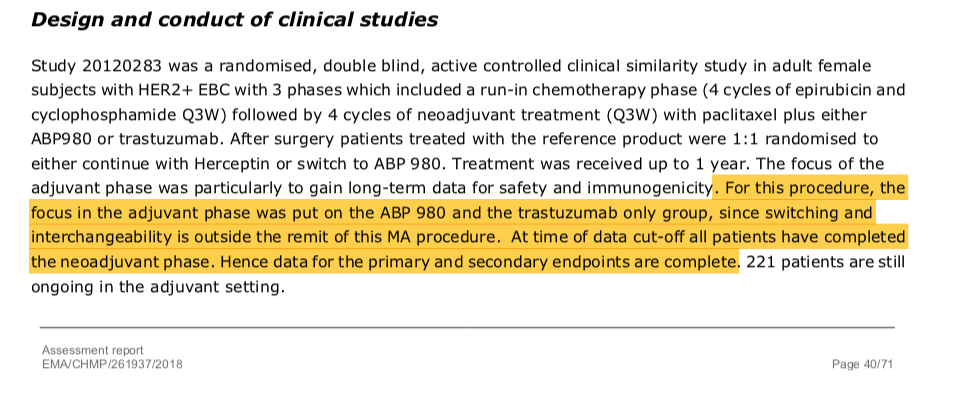 Design and conduct of clinical studies
Study 20120283 was a randomised, double blind, active controlled clinical similarity study in adult female
subjects with HER2+ EBC with 3 phases which included a run-in chemotherapy phase (4 cycles of epirubicin and
cyclophosphamide Q3W) followed by 4 cycles of neoadjuvant treatment (Q3W) with paclitaxel plus either
ABP980 or trastuzumab. After surgery patients treated with the reference product were 1:1 randomised to
either continue with Herceptin or switch to ABP 980. Treatment was received up to 1 year. The focus of the
adjuvant phase was particularly to gain long-term data for safety and immunogenicity. For this procedure, the
focus in the adjuvant phase was put on the ABP 980 and the trastuzumab only group, since switching and
interchangeability is outside the remit of this MA procedure.  At time of data cut-off all patients have completed
the neoadjuvant phase. Hence data for the primary and secondary endpoints are complete. 221 patients are still
ongoing in the adjuvant setting.
Assessment report
EMA/CHMP/261937/2018
Page 40/71